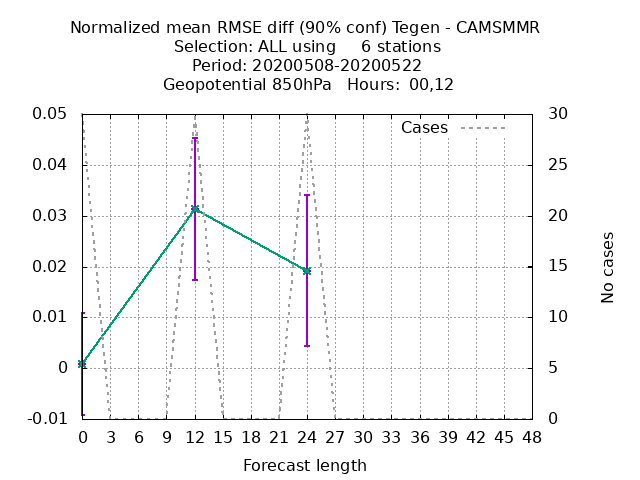 Normalized mean RMSE diff (90% conf) Tegen - CAMSMMR
Selection: ALL using     6 stations
Period: 20200508-20200522
Geopotential 850hPa   Hours: 00,12
Cases
0.05
0.04
0.03
0.02
0.01
0
-0.01
30
25
20
15
10
5
0
No cases
0 3 6 9 12 15 18 21 24 27 30 33 36 39 42 45 48
Forecast length